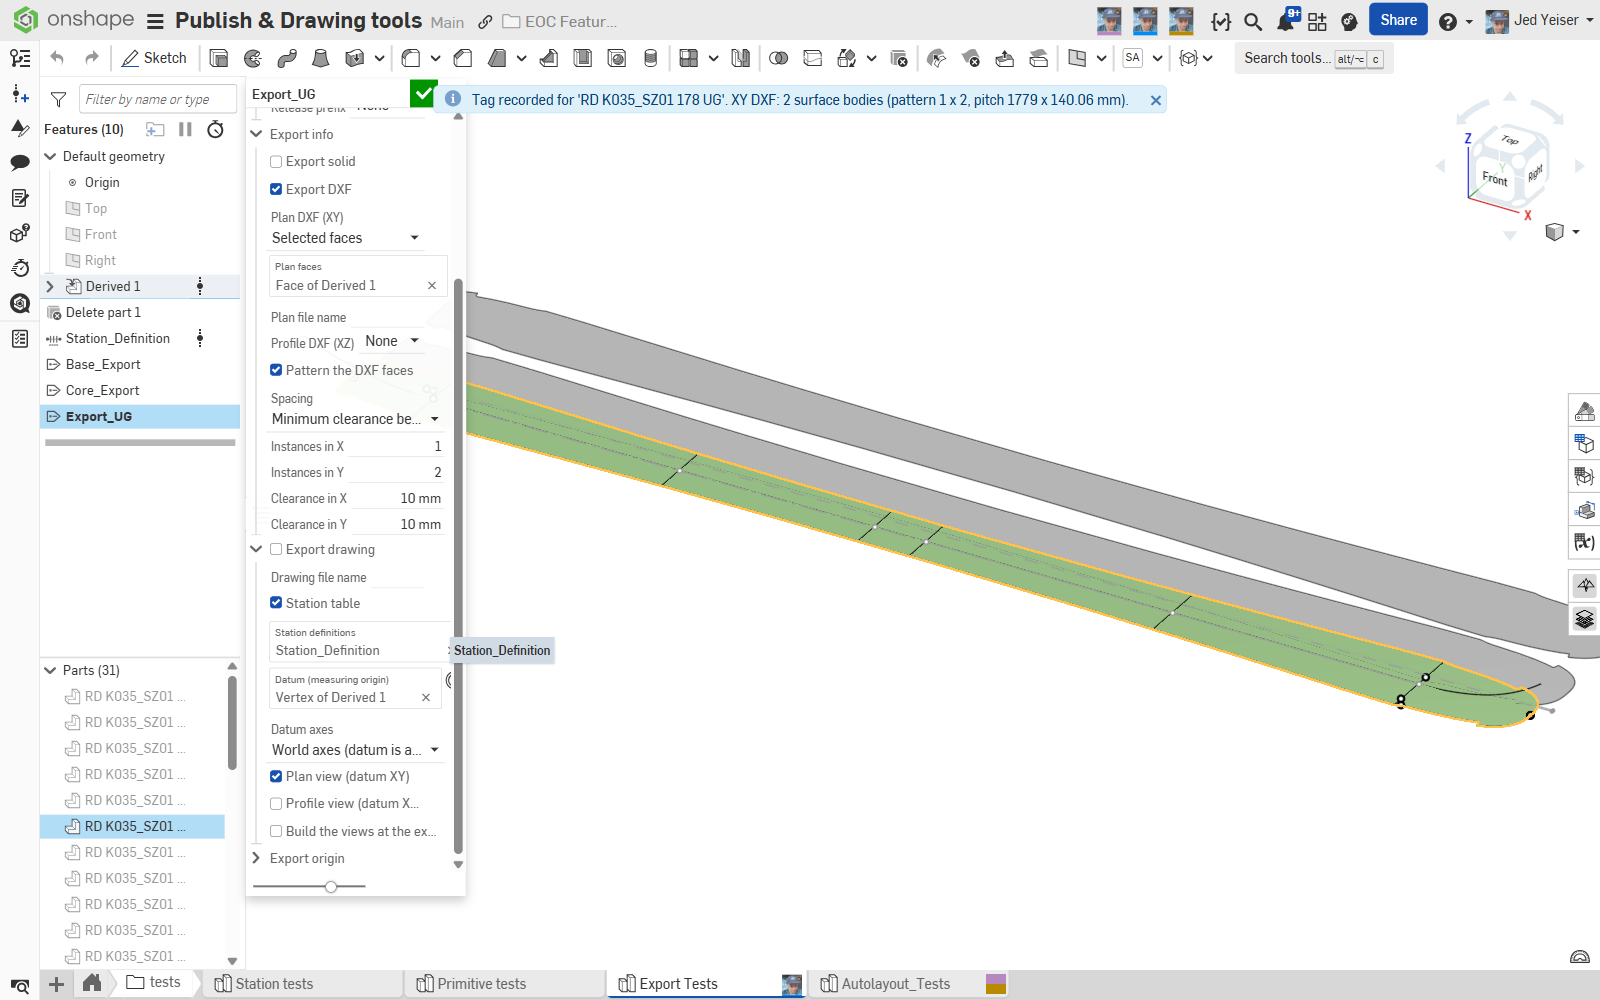 onshape
Publish & Drawing tools
Main
EOC Featur...
9+
Share
Jed Yeiser
Sketch
SA
Search tools...
alt/⌥
c
Filter by name or type
Features (10)
Default geometry
Origin
Top
Front
Right
Derived 1
Delete part 1
Station_Definition
Base_Export
Core_Export
Export_UG
Parts (31)
RD K035_SZ01 ...
RD K035_SZ01 ...
RD K035_SZ01 ...
RD K035_SZ01 ...
RD K035_SZ01 ...
RD K035_SZ01 ...
RD K035_SZ01 ...
RD K035_SZ01 ...
RD K035_SZ01 ...
RD K035_SZ01 ...
RD K035_SZ01 ...
Export_UG
Release prefix None
Export info
Export solid
Export DXF
Plan DXF (XY)
Selected faces
Plan faces
Face of Derived 1
Plan file name
Profile DXF (XZ) None
Pattern the DXF faces
Spacing
Minimum clearance be...
Instances in X 1
Instances in Y 2
Clearance in X 10 mm
Clearance in Y 10 mm
Export drawing
Drawing file name
Station table
Station definitions
Station_Definition
Datum (measuring origin)
Vertex of Derived 1
Datum axes
World axes (datum is a...
Plan view (datum XY)
Profile view (datum X...
Build the views at the ex...
Export origin
Tag recorded for 'RD K035_SZ01 178 UG'. XY DXF: 2 surface bodies (pattern 1 x 2, pitch 1779 x 140.06 mm).
Station_Definition
Z
Top
Y
Front
Right
X
tests
Station tests
Primitive tests
Export Tests
Autolayout_Tests